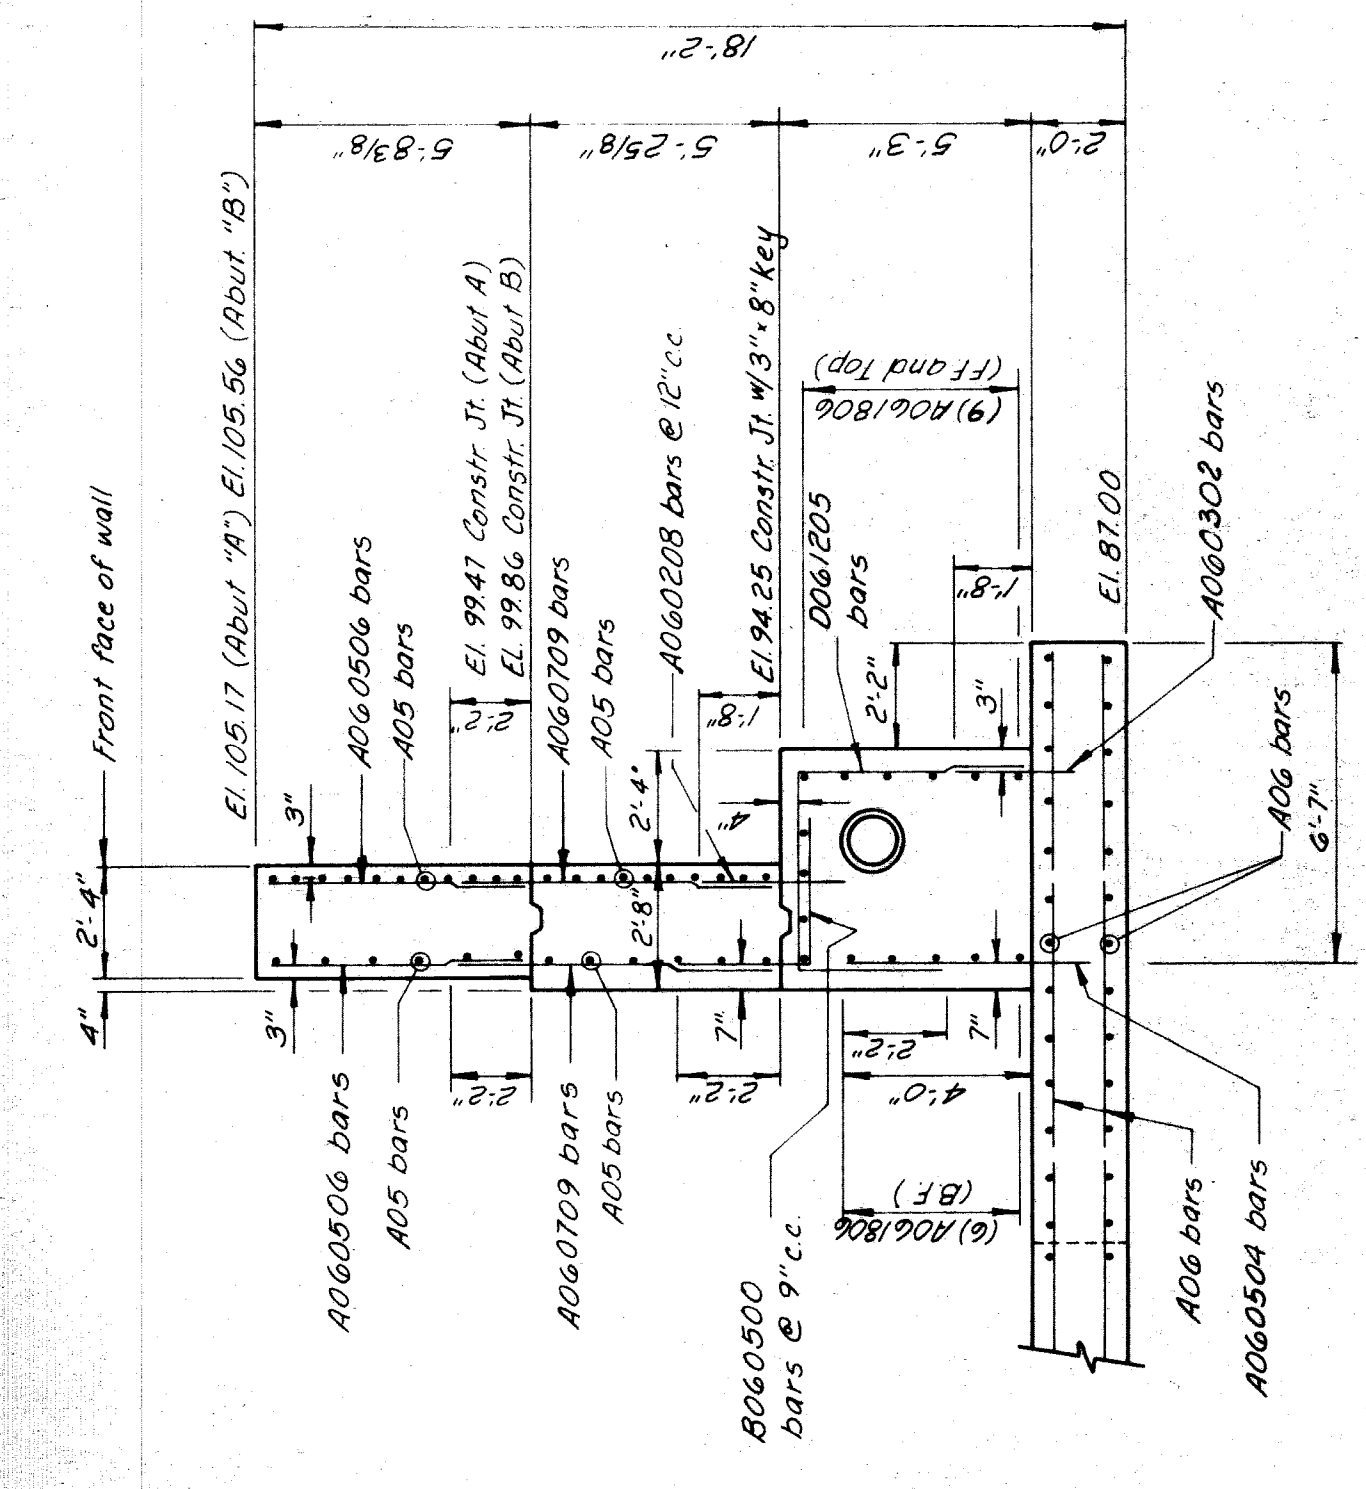 18'-2"
5'-8 3/8"
5'-2 5/8"
5'-3"
2'-0"
El. 105.17 (Abut "A") El. 105.56 (Abut. "B")
Front face of wall
El. 99.47 Constr. Jt. (Abut A)
EL. 99.86 Constr. Jt. (Abut B)
El. 94.25 Constr. Jt. w/3"x8" Key
El. 87.00
A060506 bars
A05 bars
2'-2"
A060709 bars
A05 bars
A060208 bars @ 12" c.c.
1'-8"
(9) A061806
(F.F. and Top)
D061205
bars
1'-8"
2'-2"
3"
A060302 bars
A06 bars
6'-7"
3"
2'-4"
4"
3"
2'-4"
2'-8"
4"
7"
7"
2'-2"
2'-2"
2'-2"
4'-0"
(6) A061806
(B.F.)
A060506 bars
A05 bars
A060709 bars
A05 bars
B060500
bars @ 9" c.c.
A06 bars
A060504 bars